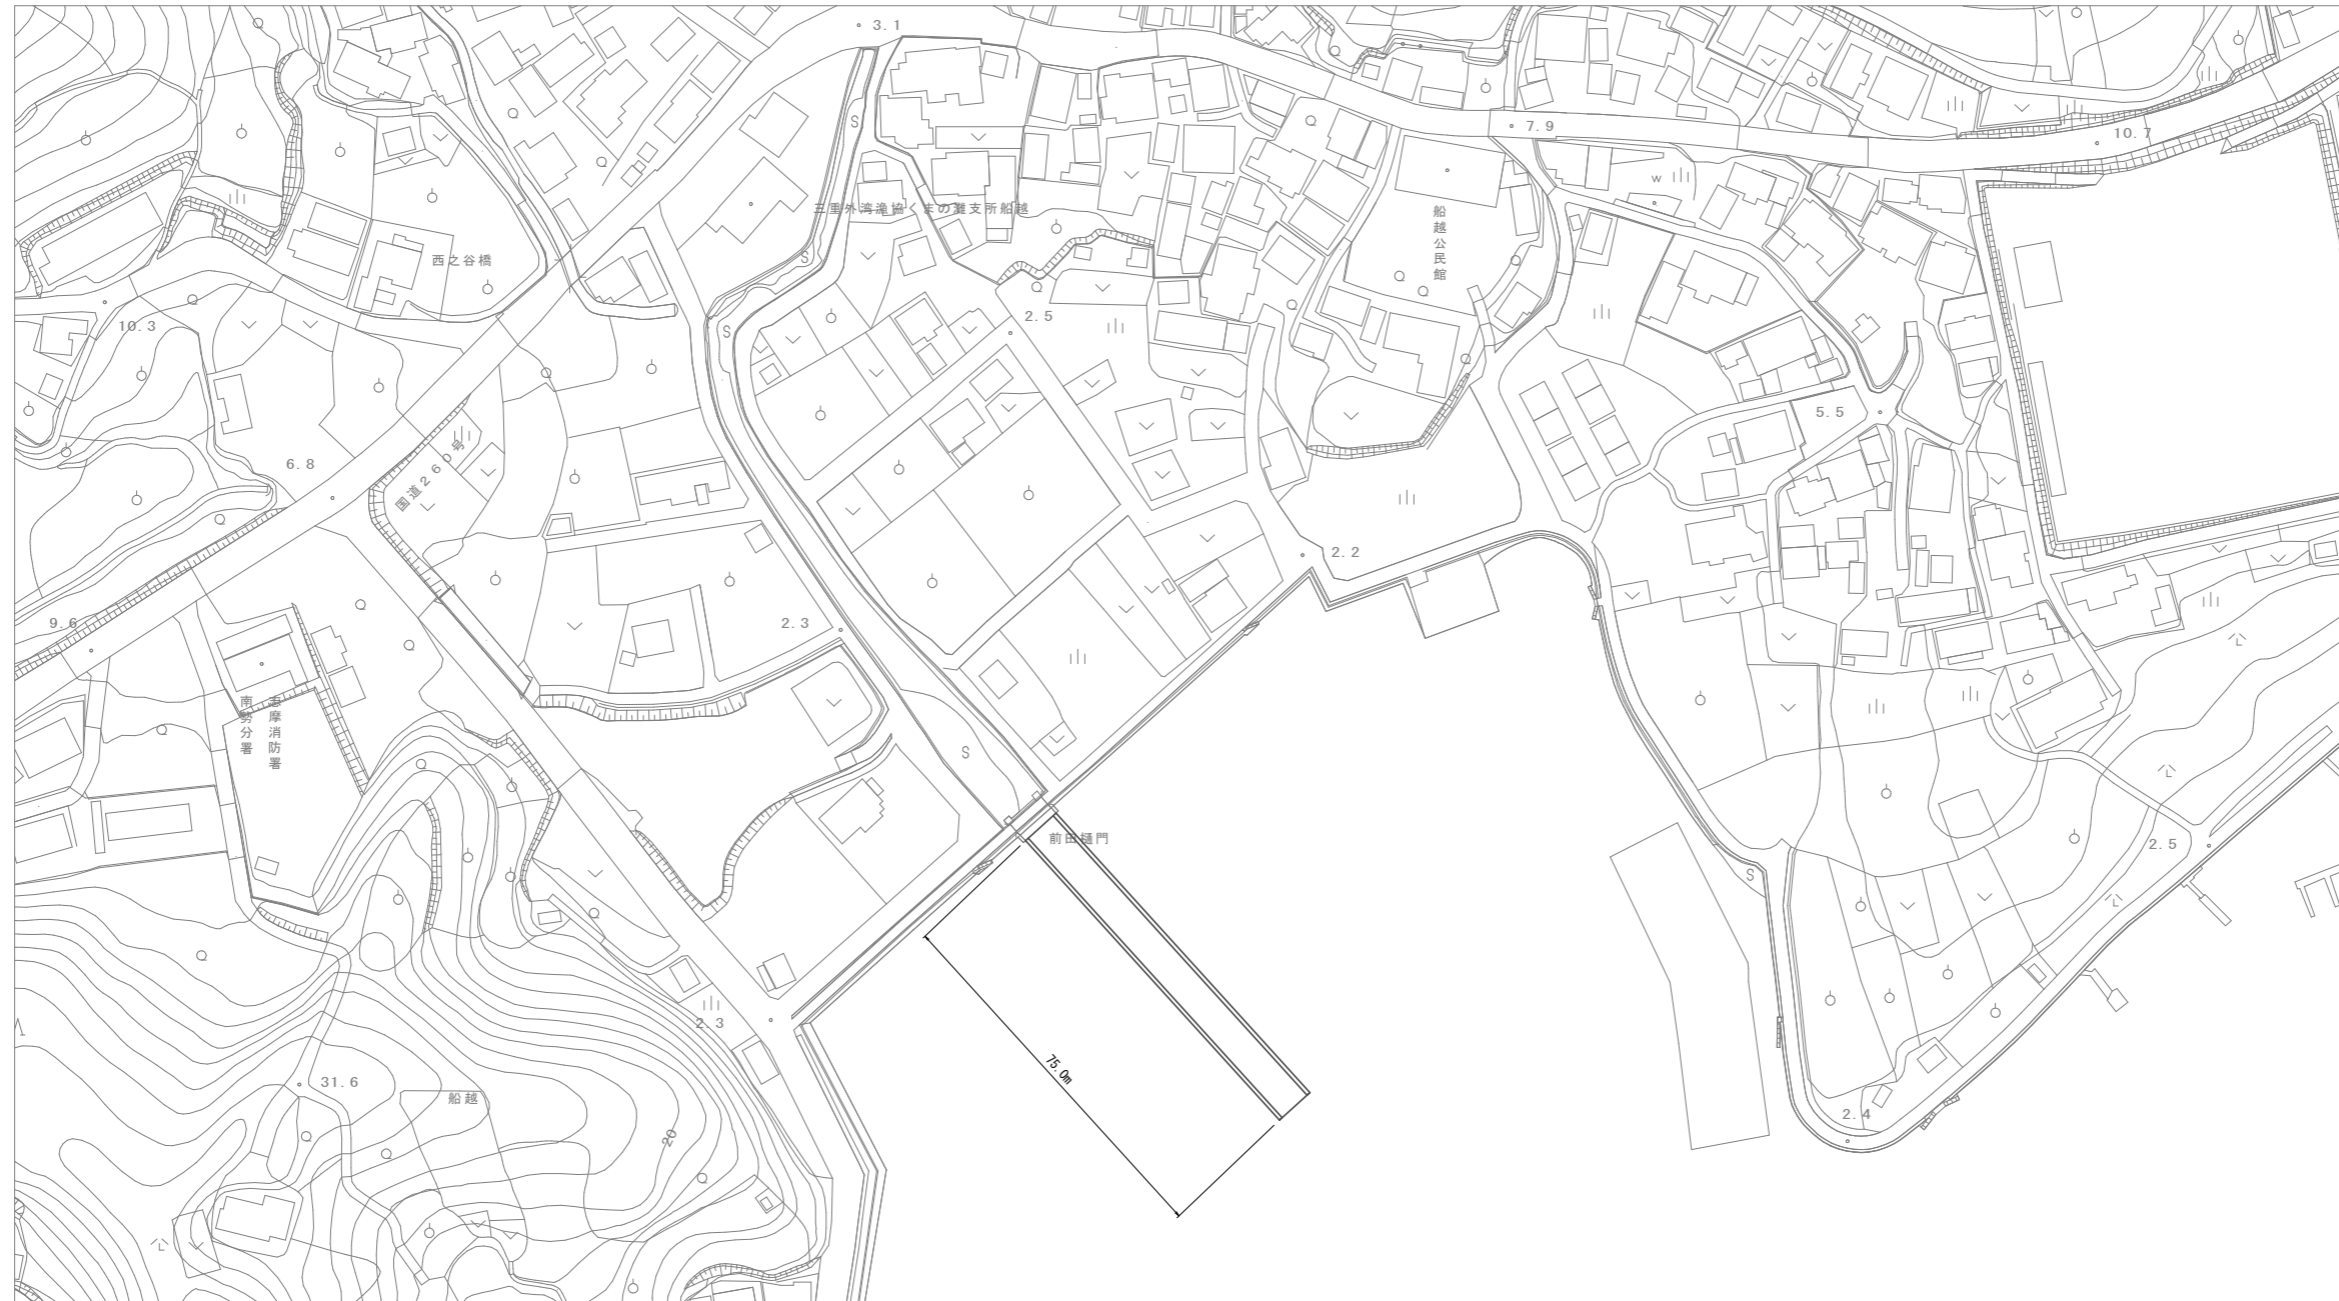 3.1
7.9
10.7
三重外湾漁協くまの灘支所船越
船越公民館
w
S
西之谷橋
S
10.3
2.5
S
5.5
国道260号
6.8
2.2
9.6
2.3
志摩消防署
南勢分署
S
前田樋門
2.5
S
2.3
75.0m
31.6
船越
2.4
20